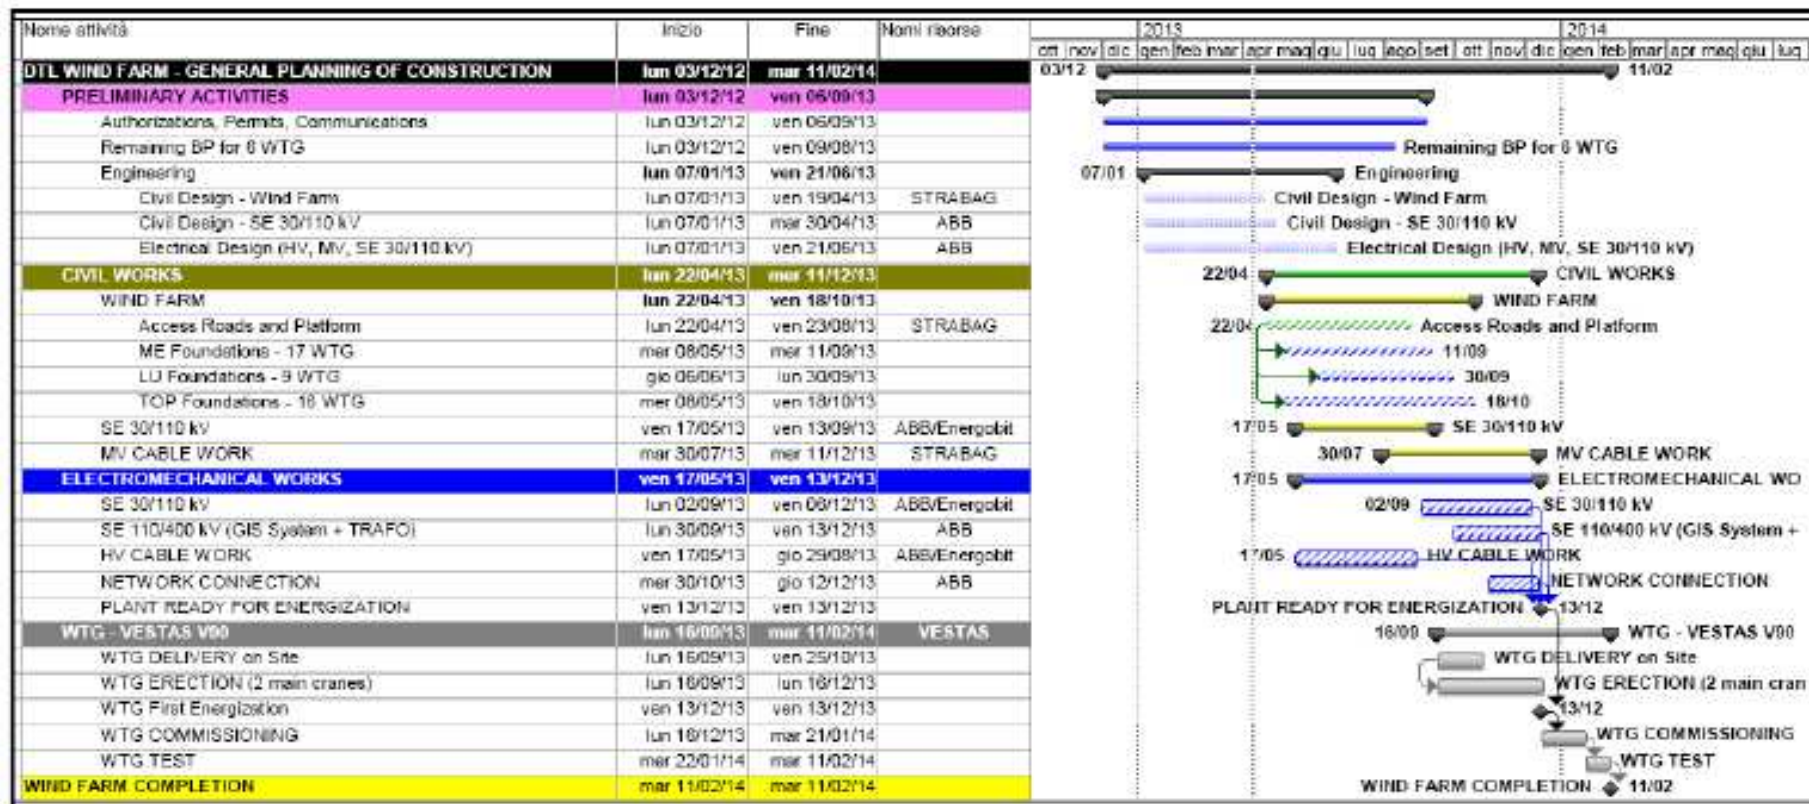 Nome attività Inizio Fine Nomi risorse 2013 2014
ott nov dic gen feb mar apr mag giu lug ago set ott nov dic gen feb mar apr mag giu lug
DTL WIND FARM - GENERAL PLANNING OF CONSTRUCTION lun 03/12/12 mar 11/02/14 03/12 11/02
PRELIMINARY ACTIVITIES lun 03/12/12 ven 06/09/13
Authorizations, Permits, Communications lun 03/12/12 ven 06/09/13
Remaining BP for 6 WTG lun 03/12/12 ven 09/08/13 Remaining BP for 6 WTG
Engineering lun 07/01/13 ven 21/06/13 07/01 Engineering
Civil Design - Wind Farm lun 07/01/13 ven 19/04/13 STRABAG Civil Design - Wind Farm
Civil Design - SE 30/110 kV lun 07/01/13 mar 30/04/13 ABB Civil Design - SE 30/110 kV
Electrical Design (HV, MV, SE 30/110 kV) lun 07/01/13 ven 21/06/13 ABB Electrical Design (HV, MV, SE 30/110 kV)
CIVIL WORKS lun 22/04/13 mer 11/12/13 22/04 CIVIL WORKS
WIND FARM lun 22/04/13 ven 18/10/13 WIND FARM
Access Roads and Platform lun 22/04/13 ven 23/08/13 STRABAG 22/04 Access Roads and Platform
ME Foundations - 17 WTG mer 08/05/13 mer 11/09/13 11/09
LU Foundations - 9 WTG gio 06/06/13 lun 30/09/13 30/09
TOP Foundations - 16 WTG mer 08/05/13 ven 18/10/13 18/10
SE 30/110 kV ven 17/05/13 ven 13/09/13 ABB/Energobit 17/05 SE 30/110 kV
MV CABLE WORK mar 30/07/13 mer 11/12/13 STRABAG 30/07 MV CABLE WORK
ELECTROMECHANICAL WORKS ven 17/05/13 ven 13/12/13 17/05 ELECTROMECHANICAL WO
SE 30/110 kV lun 02/09/13 ven 06/12/13 ABB/Energobit 02/09 SE 30/110 kV
SE 110/400 kV (GIS System + TRAFO) lun 30/09/13 ven 13/12/13 ABB SE 110/400 kV (GIS System +
HV CABLE WORK ven 17/05/13 gio 29/08/13 ABB/Energobit 17/05 HV CABLE WORK
NETWORK CONNECTION mer 30/10/13 gio 12/12/13 ABB NETWORK CONNECTION
PLANT READY FOR ENERGIZATION ven 13/12/13 ven 13/12/13 PLANT READY FOR ENERGIZATION 13/12
WTG - VESTAS V90 lun 16/09/13 mar 11/02/14 VESTAS 16/09 WTG - VESTAS V90
WTG DELIVERY on Site lun 16/09/13 ven 25/10/13 WTG DELIVERY on Site
WTG ERECTION (2 main cranes) lun 16/09/13 lun 16/12/13 WTG ERECTION (2 main cran
WTG First Energization ven 13/12/13 ven 13/12/13 13/12
WTG COMMISSIONING lun 16/12/13 mar 21/01/14 WTG COMMISSIONING
WTG TEST mer 22/01/14 mar 11/02/14 WTG TEST
WIND FARM COMPLETION mar 11/02/14 mar 11/02/14 WIND FARM COMPLETION 11/02